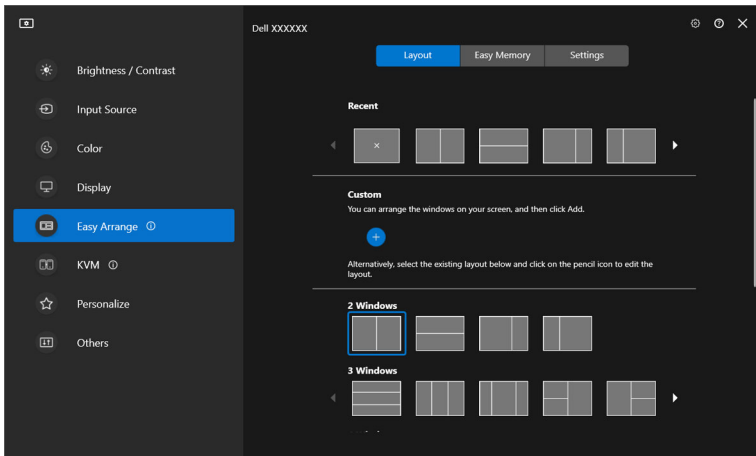 Dell XXXXXX
Brightness / Contrast
Input Source
Color
Display
Easy Arrange
KVM
Personalize
Others
Layout
Easy Memory
Settings
Recent
Custom
You can arrange the windows on your screen, and then click Add.
Alternatively, select the existing layout below and click on the pencil icon to edit the
layout.
2 Windows
3 Windows